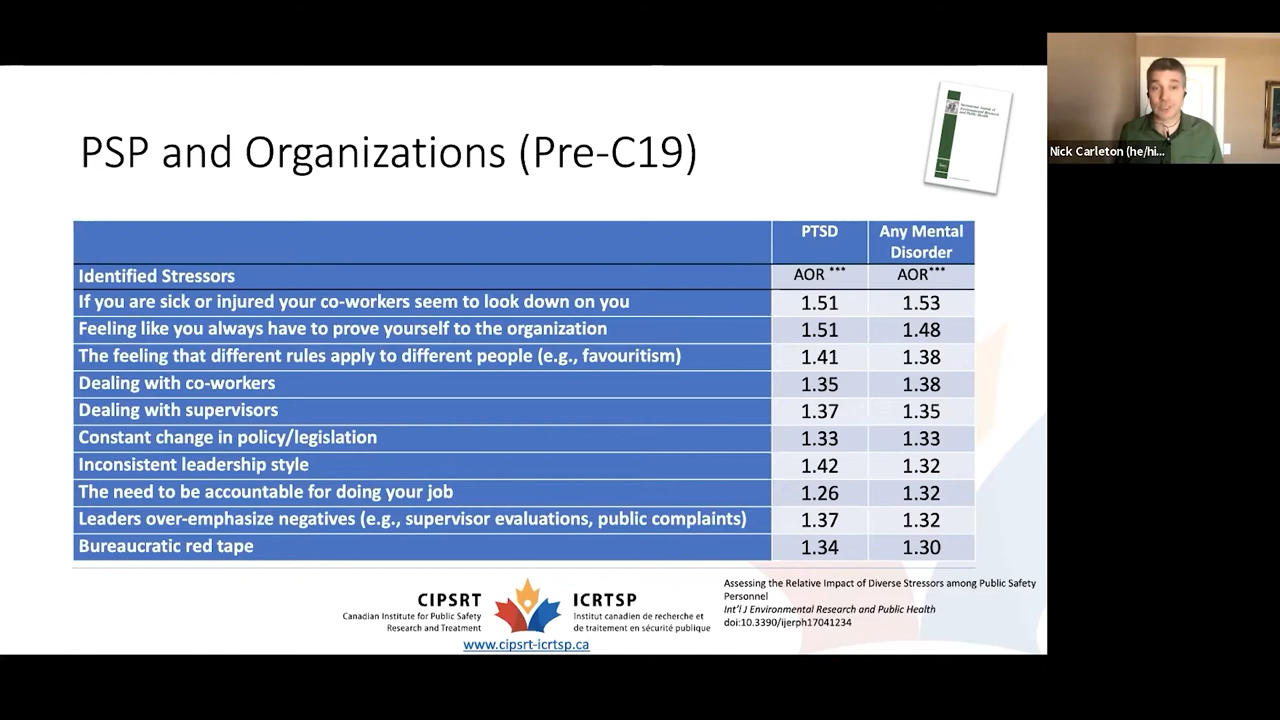 PSP and Organizations (Pre-C19)
Nick Carleton (he/hi...
PTSD
Any Mental
Disorder
Identified Stressors
AOR ***
AOR***
If you are sick or injured your co-workers seem to look down on you
1.51
1.53
Feeling like you always have to prove yourself to the organization
1.51
1.48
The feeling that different rules apply to different people (e.g., favouritism)
1.41
1.38
Dealing with co-workers
1.35
1.38
Dealing with supervisors
1.37
1.35
Constant change in policy/legislation
1.33
1.33
Inconsistent leadership style
1.42
1.32
The need to be accountable for doing your job
1.26
1.32
Leaders over-emphasize negatives (e.g., supervisor evaluations, public complaints)
1.37
1.32
Bureaucratic red tape
1.34
1.30
CIPSRT
Canadian Institute for Public Safety
Research and Treatment
ICRTSP
Institut canadien de recherche et
de traitement en sécurité publique
www.cipsrt-icrtsp.ca
Assessing the Relative Impact of Diverse Stressors among Public Safety
Personnel
Int'l J Environmental Research and Public Health
doi:10.3390/ijerph17041234